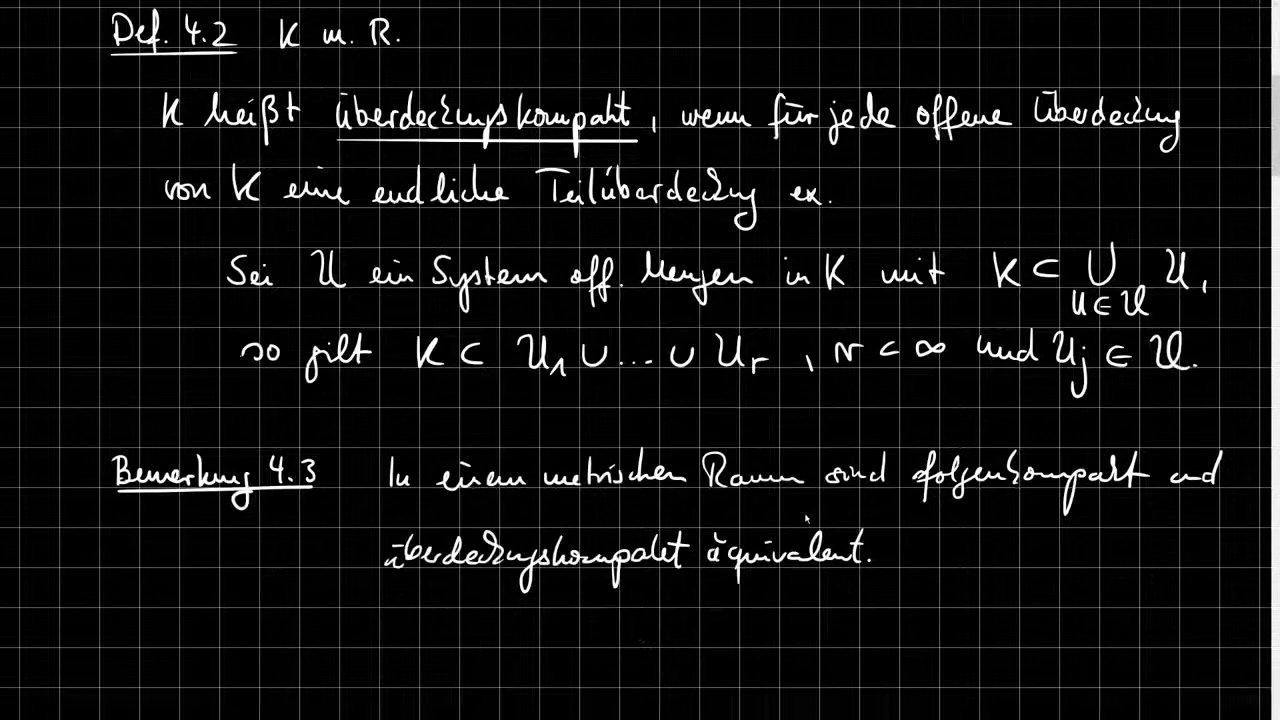 Def. 4.2 K m. R.
K heißt überdeckungskompakt, wenn für jede offene Überdeckung
von K eine endliche Teilüberdeckung ex.
Sei 𝒰 ein System off. Mengen in K mit K ⊂ ⋃_{U ∈ 𝒰} U,
so gilt K ⊂ U₁ ∪ ... ∪ Uᵣ , r < ∞ und Uⱼ ∈ 𝒰.
Bemerkung 4.3 In einem metrischen Raum sind folgenkompakt und
überdeckungskompakt äquivalent.